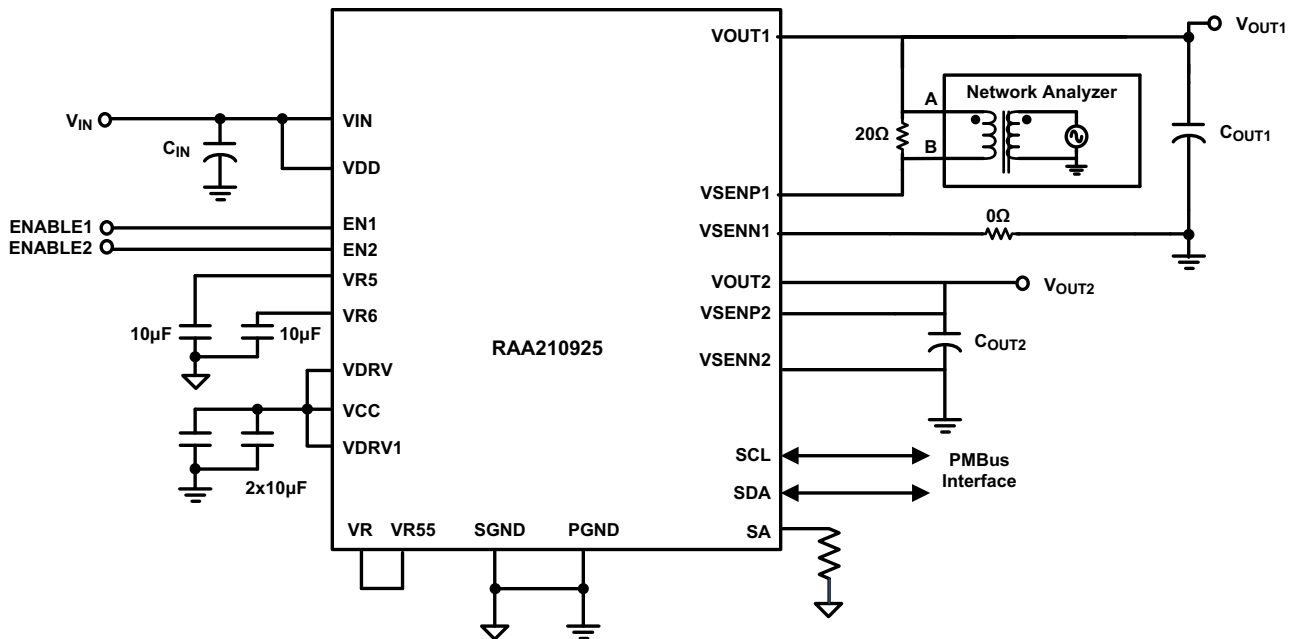 VOUT1
VOUT1
Network Analyzer
A
20Ω
B
COUT1
VIN
CIN
VIN
VDD
VSENP1
0Ω
VSENN1
ENABLE1
EN1
ENABLE2
EN2
VOUT2
VOUT2
VR5
VSENP2
10µF
10µF
VR6
COUT2
RAA210925
VSENN2
VDRV
VCC
VDRV1
SCL
PMBus
Interface
2x10µF
SDA
VR
VR55
SGND
PGND
SA